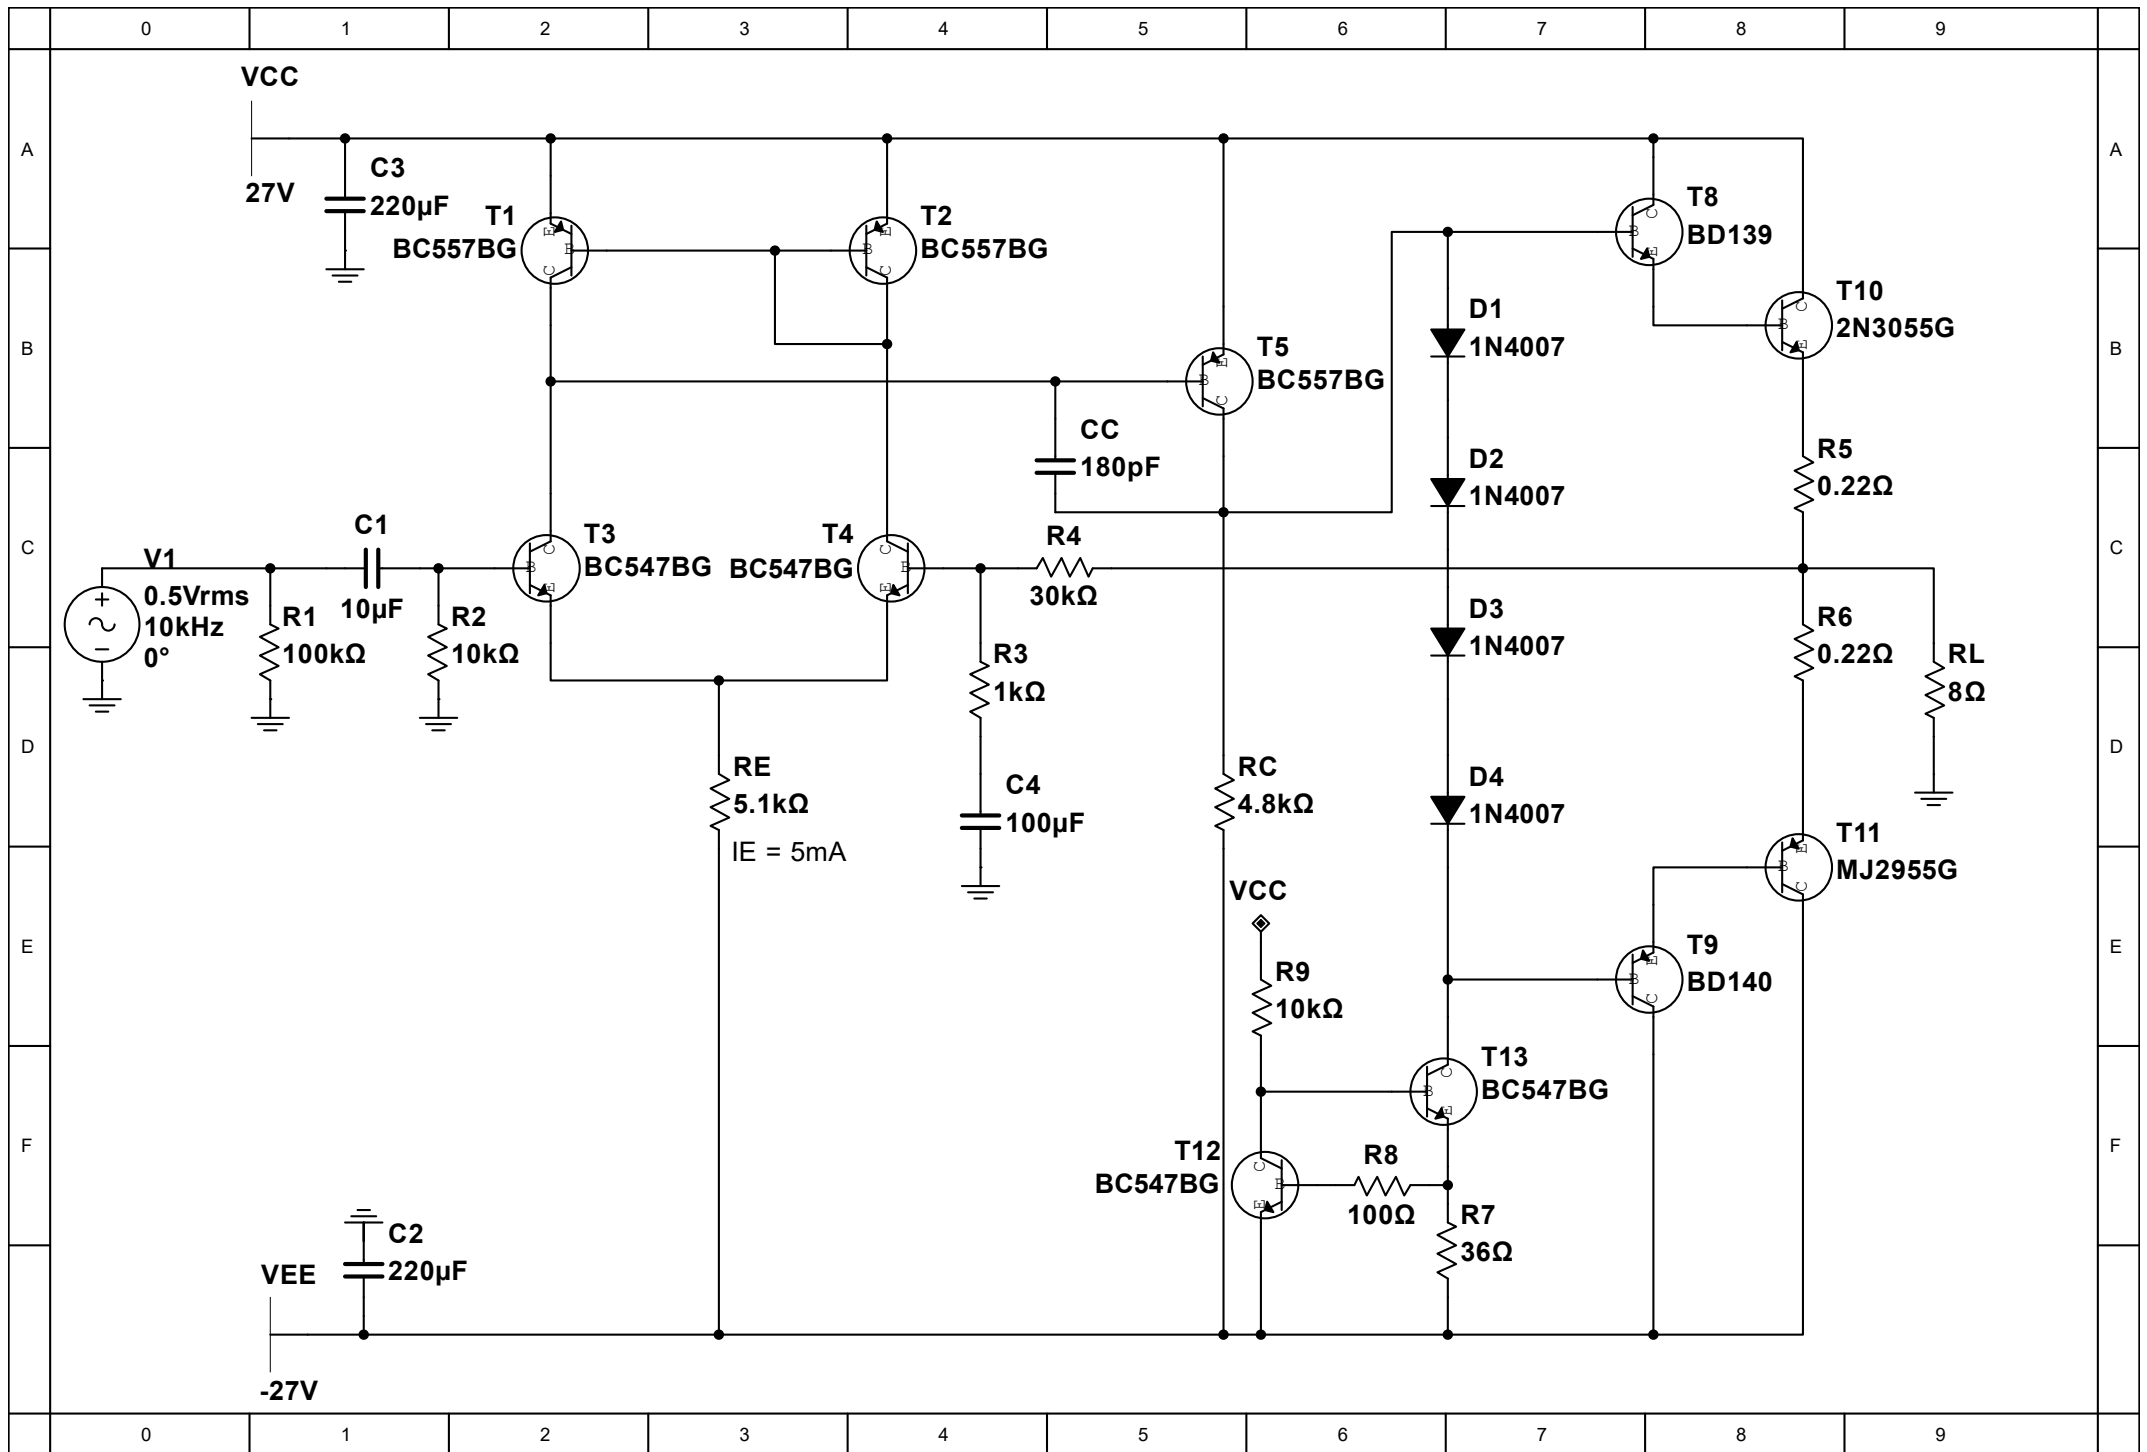 0 1 2 3 4 5 6 7 8 9
VCC
27V
C3
220µF
T1
BC557BG
T2
BC557BG
T8
BD139
T10
2N3055G
D1
1N4007
T5
BC557BG
CC
180pF
D2
1N4007
R5
0.22Ω
V1
0.5Vrms
10kHz
0°
C1
10µF
R1
100kΩ
R2
10kΩ
T3
BC547BG
T4
BC547BG
R4
30kΩ
R3
1kΩ
D3
1N4007
R6
0.22Ω
RL
8Ω
RE
5.1kΩ
IE = 5mA
C4
100µF
RC
4.8kΩ
D4
1N4007
T11
MJ2955G
VCC
R9
10kΩ
T9
BD140
T13
BC547BG
T12
BC547BG
R8
100Ω
R7
36Ω
C2
220µF
VEE
-27V
A
B
C
D
E
F
A
B
C
D
E
F
E
B
C
E
B
C
C
B
E
C
B
E
E
B
C
C
B
E
C
B
E
E
B
C
E
B
C
C
B
E
C
B
E
0 1 2 3 4 5 6 7 8 9